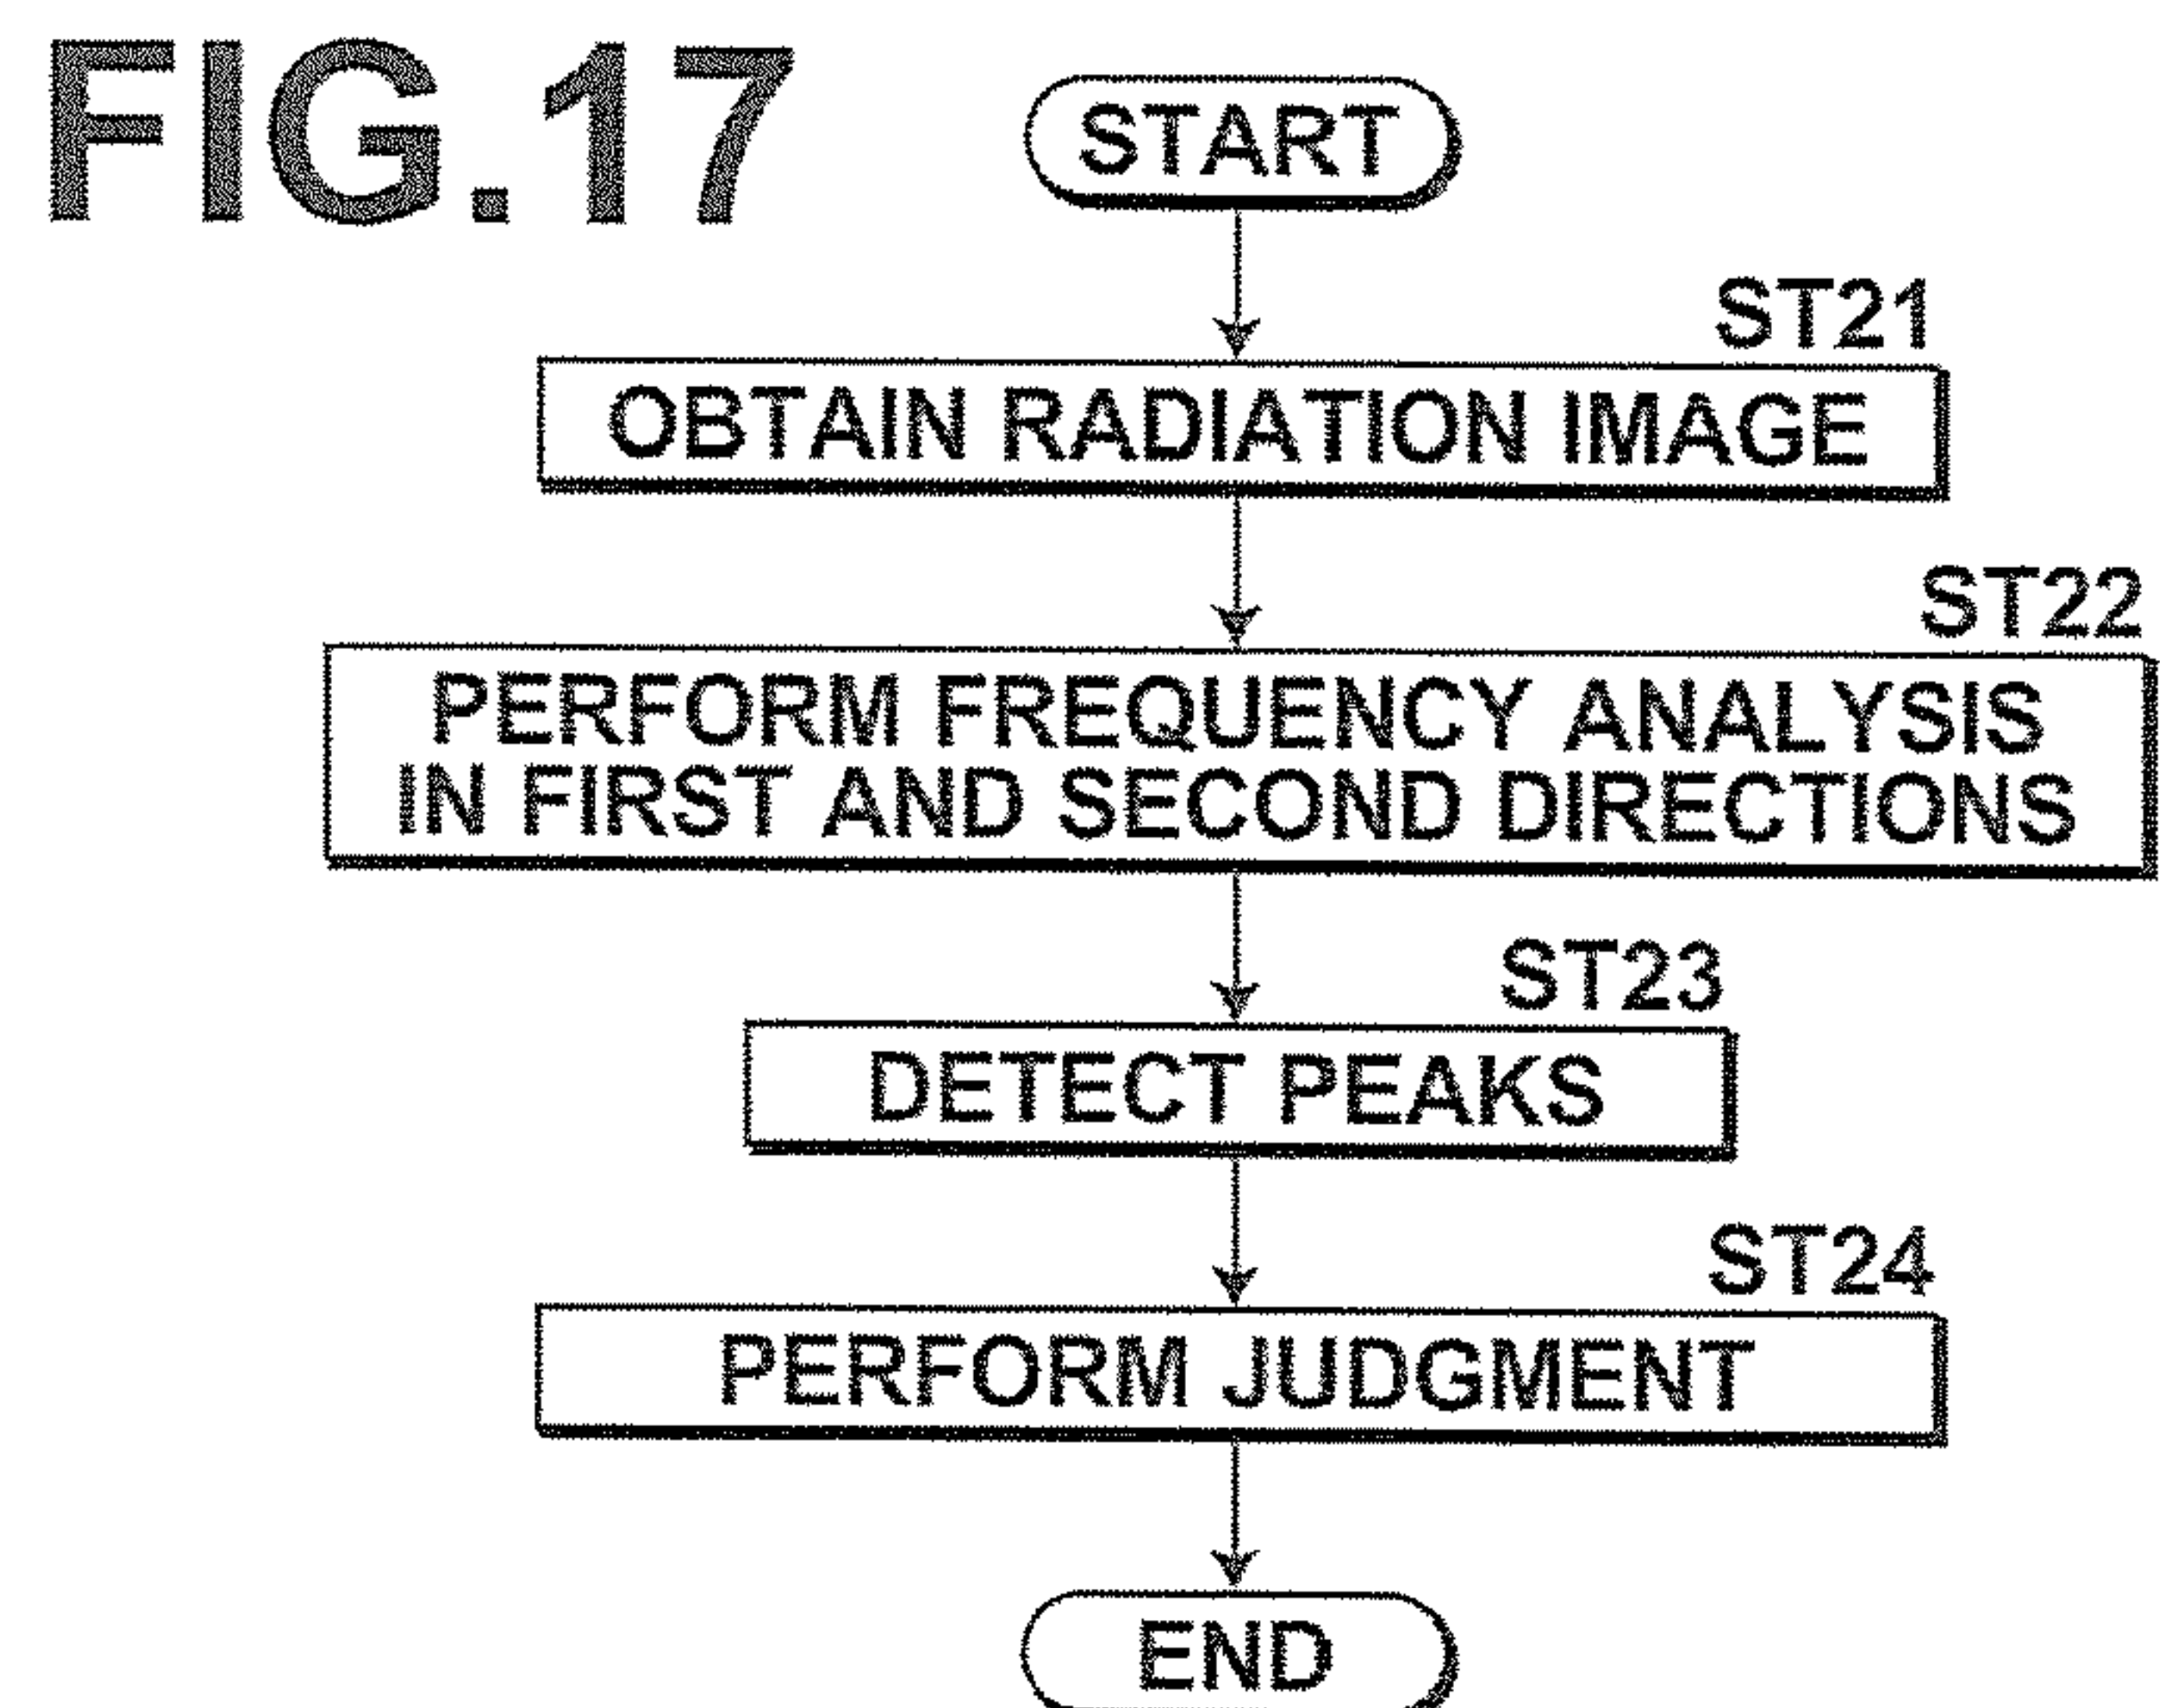 FIG.17
START
ST21
OBTAIN RADIATION IMAGE
ST22
PERFORM FREQUENCY ANALYSIS
IN FIRST AND SECOND DIRECTIONS
ST23
DETECT PEAKS
ST24
PERFORM JUDGMENT
END